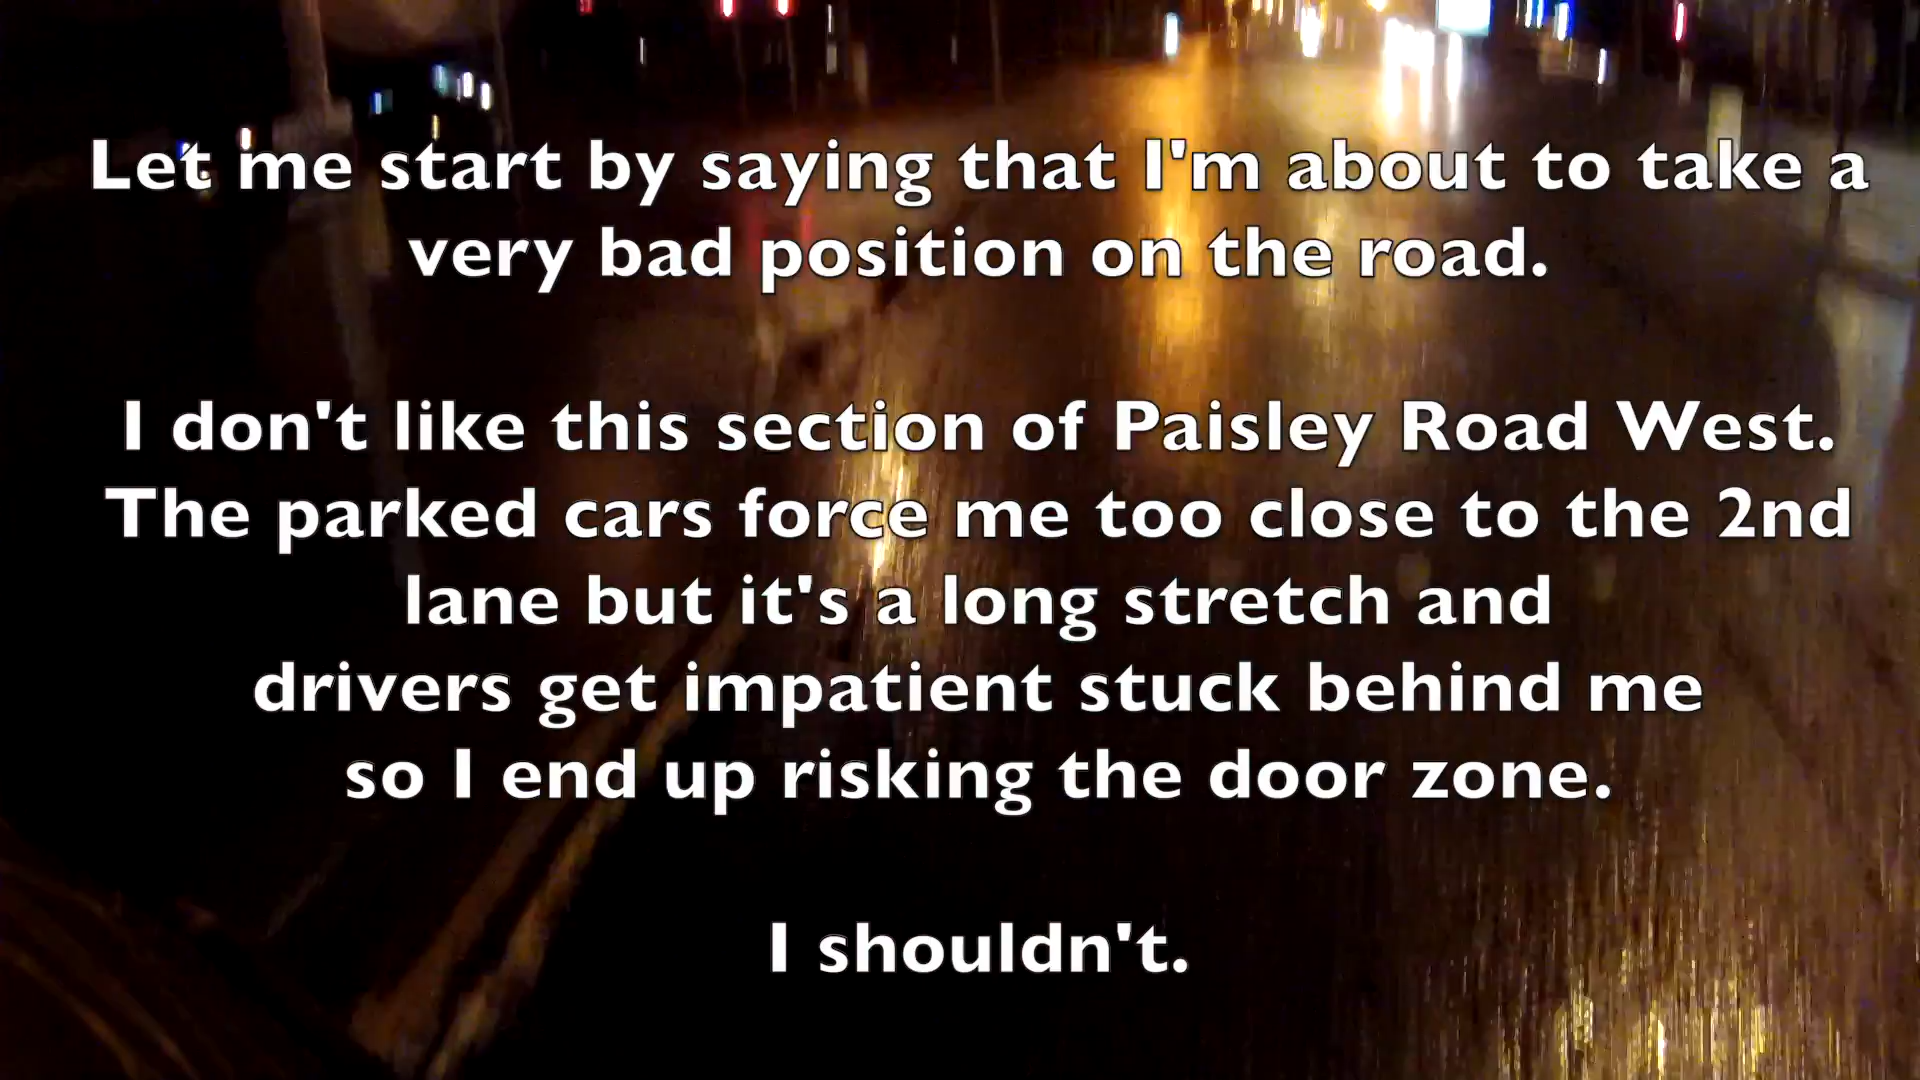 Let me start by saying that I'm about to take a
very bad position on the road.
I don't like this section of Paisley Road West.
The parked cars force me too close to the 2nd
lane but it's a long stretch and
drivers get impatient stuck behind me
so I end up risking the door zone.
I shouldn't.